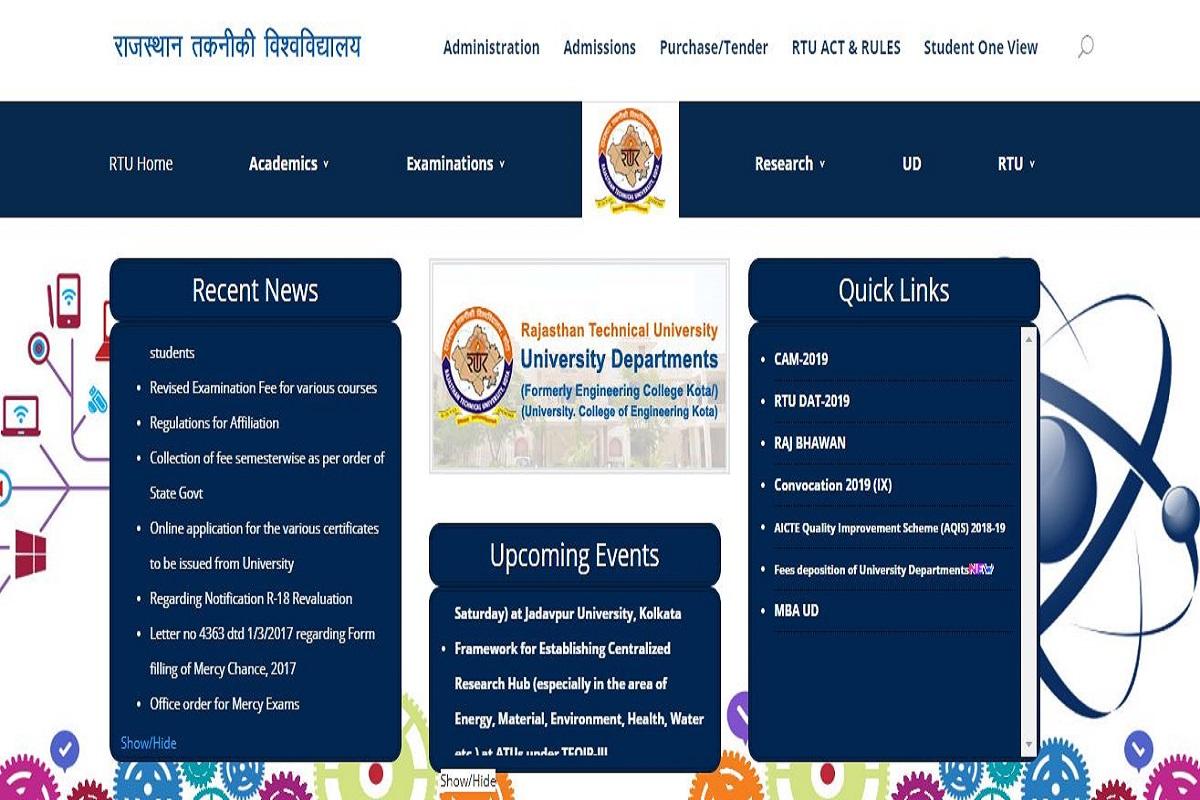 राजस्थान तकनीकी विश्वविद्यालय
Administration Admissions Purchase/Tender RTU ACT & RULES Student One View
RTU Home Academics Examinations Research UD RTU
Recent News
students
Revised Examination Fee for various courses
Regulations for Affiliation
Collection of fee semesterwise as per order of
State Govt
Online application for the various certificates
to be issued from University
Regarding Notification R-18 Revaluation
Letter no 4363 dtd 1/3/2017 regarding Form
filling of Mercy Chance, 2017
Office order for Mercy Exams
Show/Hide
RAJASTHAN TECHNICAL UNIVERSITY, KOTA
Rajasthan Technical University
University Departments
(Formerly Engineering College Kota/)
(University. College of Engineering Kota)
Upcoming Events
Saturday) at Jadavpur University, Kolkata
Framework for Establishing Centralized
Research Hub (especially in the area of
Energy, Material, Environment, Health, Water
etc.) at ATUs under TEQIP-III
Show/Hide
Quick Links
CAM-2019
RTU DAT-2019
RAJ BHAWAN
Convocation 2019 (IX)
AICTE Quality Improvement Scheme (AQIS) 2018-19
Fees deposition of University Departments NEW
MBA UD